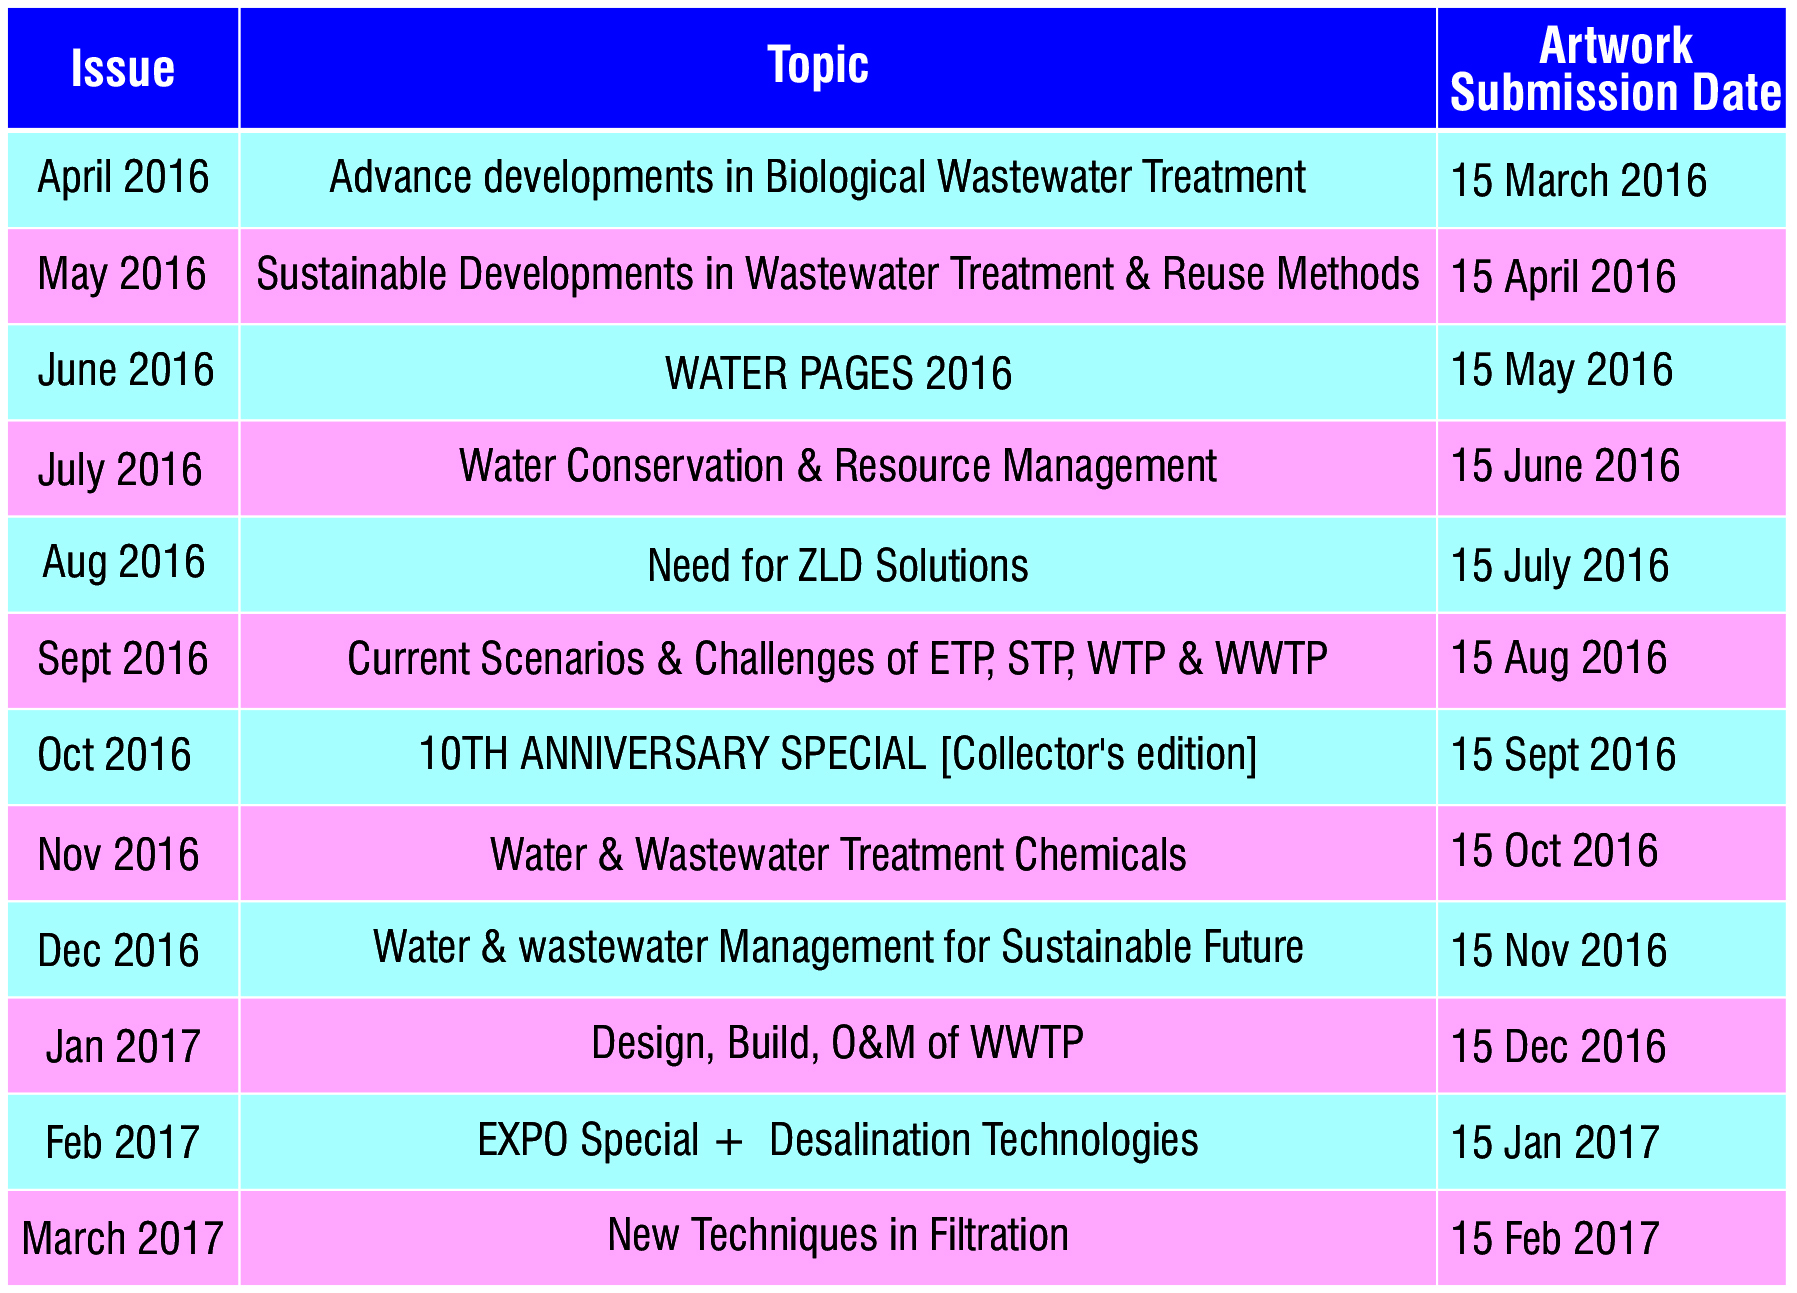 Issue Topic Artwork Submission Date
April 2016 Advance developments in Biological Wastewater Treatment 15 March 2016
May 2016 Sustainable Developments in Wastewater Treatment & Reuse Methods 15 April 2016
June 2016 WATER PAGES 2016 15 May 2016
July 2016 Water Conservation & Resource Management 15 June 2016
Aug 2016 Need for ZLD Solutions 15 July 2016
Sept 2016 Current Scenarios & Challenges of ETP, STP, WTP & WWTP 15 Aug 2016
Oct 2016 10TH ANNIVERSARY SPECIAL [Collector's edition] 15 Sept 2016
Nov 2016 Water & Wastewater Treatment Chemicals 15 Oct 2016
Dec 2016 Water & wastewater Management for Sustainable Future 15 Nov 2016
Jan 2017 Design, Build, O&M of WWTP 15 Dec 2016
Feb 2017 EXPO Special + Desalination Technologies 15 Jan 2017
March 2017 New Techniques in Filtration 15 Feb 2017